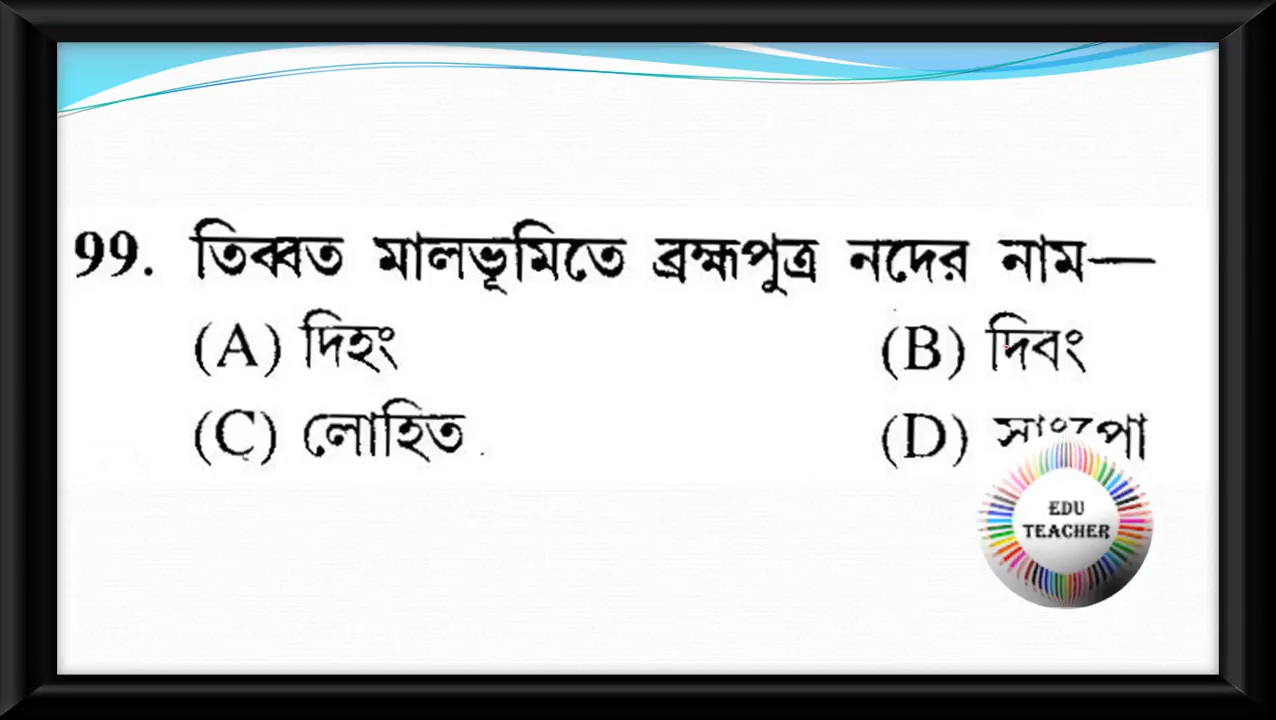 99. তিব্বত মালভূমিতে ব্রহ্মপুত্র নদের নাম—
(A) দিহং (B) দিবং
(C) লোহিত (D)
EDU
TEACHER